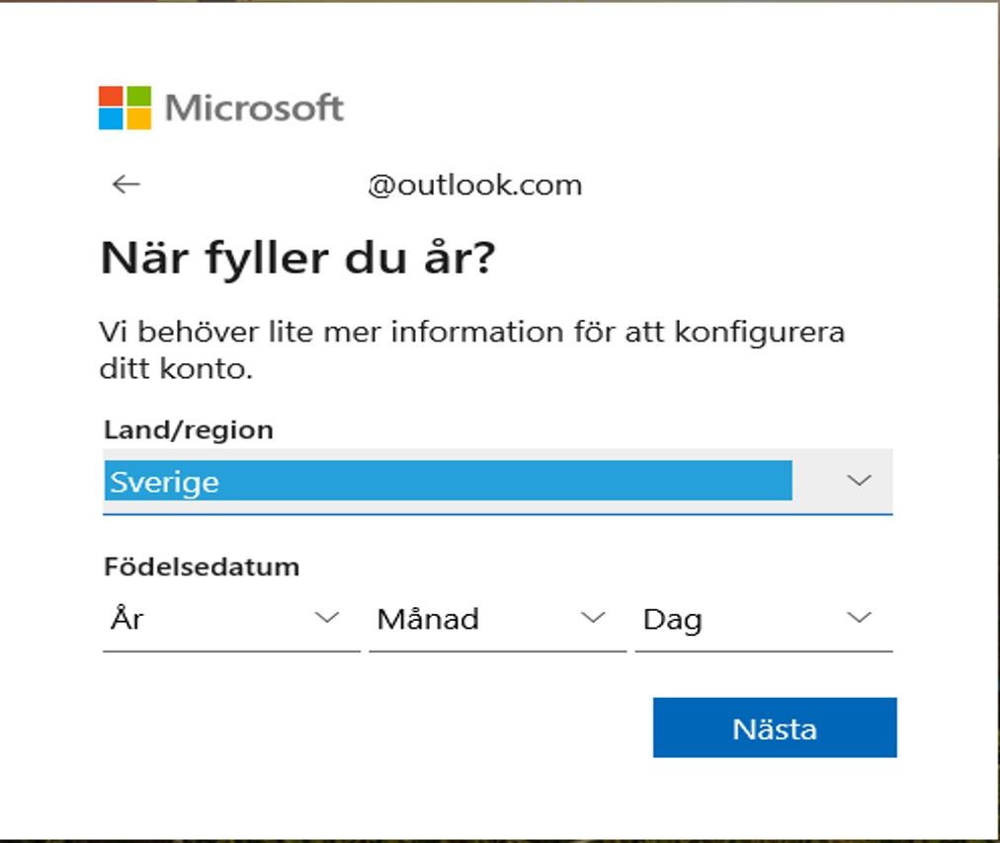 Microsoft
@outlook.com
När fyller du år?
Vi behöver lite mer information för att konfigurera
ditt konto.
Land/region
Sverige
Födelsedatum
År Månad Dag
Nästa